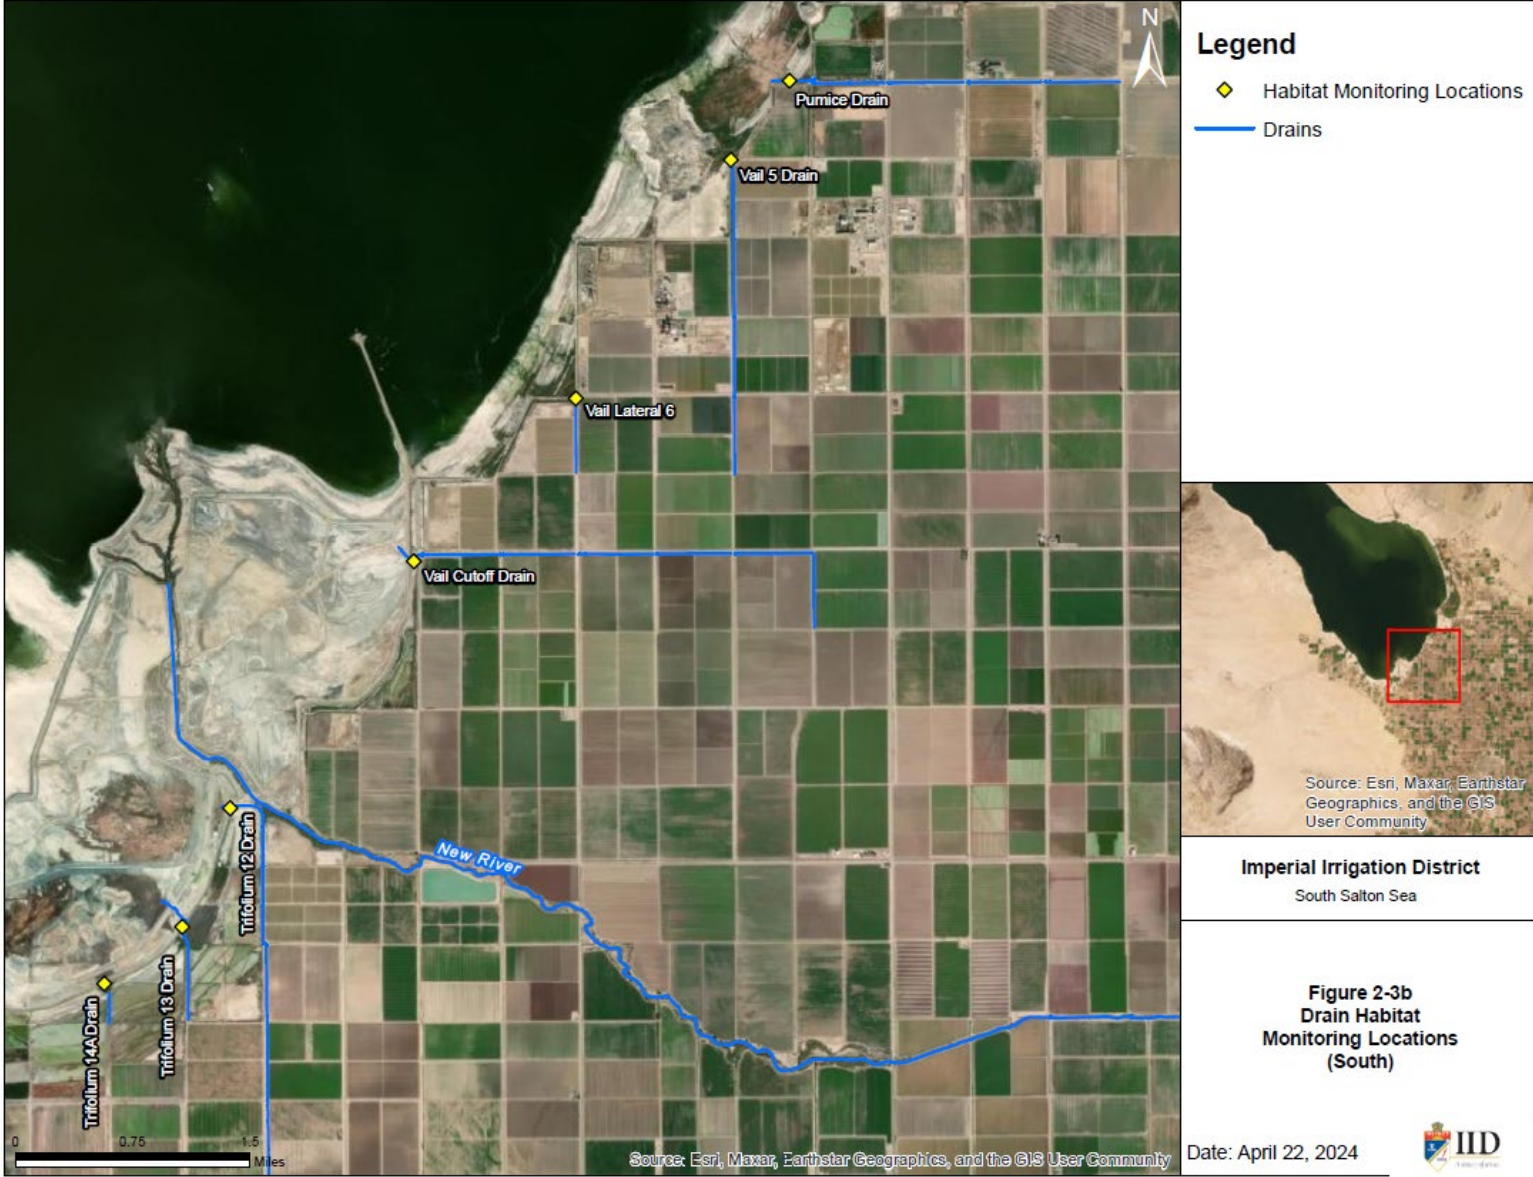 N
Pumice Drain
Vail 5 Drain
Vail Lateral 6
Vail Cutoff Drain
New River
Trifolium 12 Drain
Trifolium 13 Drain
Trifolium 14A Drain
0 0.75 1.5
Miles
Source: Esri, Maxar, Earthstar Geographics, and the GIS User Community
Legend
Habitat Monitoring Locations
Drains
Source: Esri, Maxar, Earthstar
Geographics, and the GIS
User Community
Imperial Irrigation District
South Salton Sea
Figure 2-3b
Drain Habitat
Monitoring Locations
(South)
Date: April 22, 2024
IID